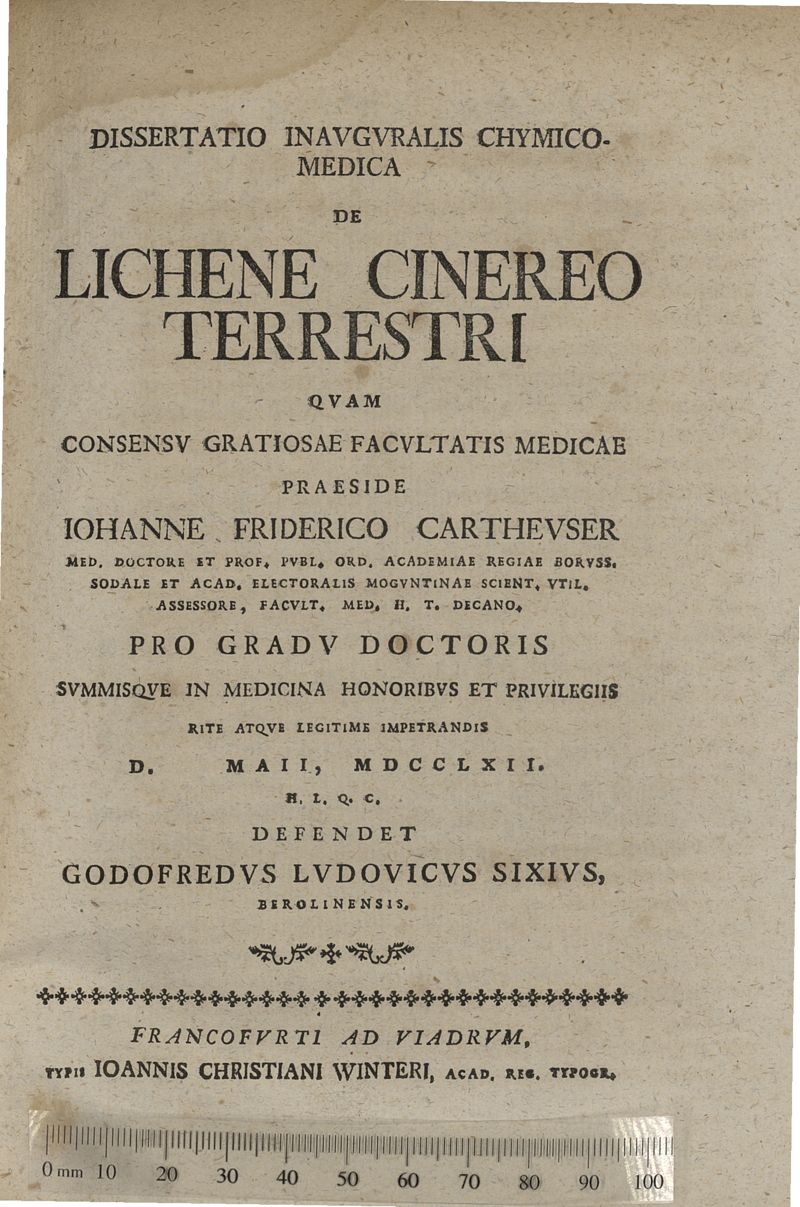 DISSERTATIO INAVGVRALIS CHYMICO-
MEDICA
DE
LICHENE CINEREO
TERRESTRI
QVAM
CONSENSV GRATIOSAE FACVLTATIS MEDICAE
PRAESIDE
IOHANNE FRIDERICO CARTHEVSER
MED. DOCTORE ET PROF. PVBL. ORD. ACADEMIAE REGIAE BORVSS.
SODALE ET ACAD. ELECTORALIS MOGVNTINAE SCIENT. VTIL.
ASSESSORE, FACVLT. MED. H. T. DECANO.
PRO GRADV DOCTORIS
SVMMISQVE IN MEDICINA HONORIBVS ET PRIVILEGIIS
RITE ATQVE LEGITIME IMPETRANDIS
D. MAII, MDCCLXII.
H. L. Q. C.
DEFENDET
GODOFREDVS LVDOVICVS SIXIVS,
BEROLINENSIS.
FRANCOFVRTI AD VIADRVM,
TYPIS IOANNIS CHRISTIANI WINTERI, ACAD. REG. TYPOGR.
0 mm 10 20 30 40 50 60 70 80 90 100